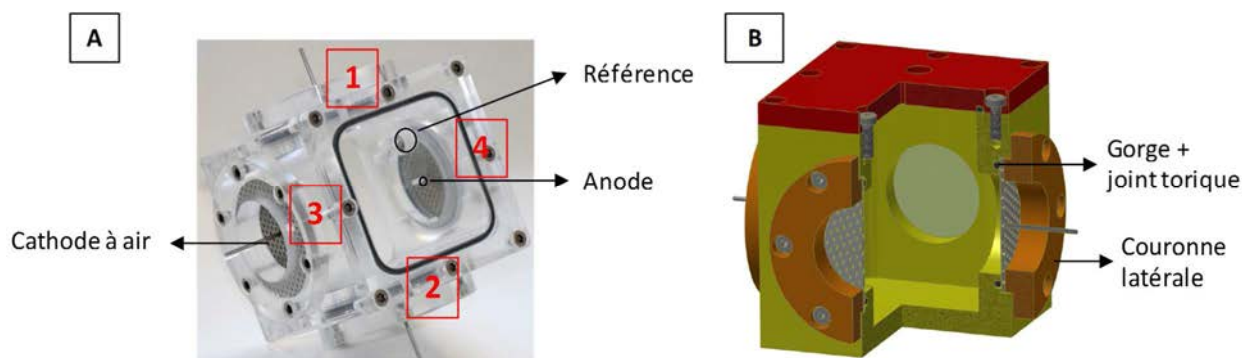 A
1
Référence
4
Anode
3
Cathode à air
2
B
Gorge +
joint torique
Couronne
latérale